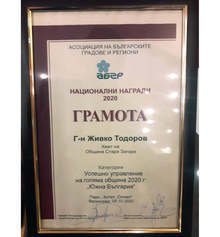 АСОЦИАЦИЯ НА БЪЛГАРСКИТЕ
ГРАДОВЕ И РЕГИОНИ
АБГР
НАЦИОНАЛНИ НАГРАДИ
2020
ГРАМОТА
Г-н Живко Тодоров
Кмет на
Община Стара Загора
Категория
Успешно управление
на голяма община 2020 г.
„Южна България“